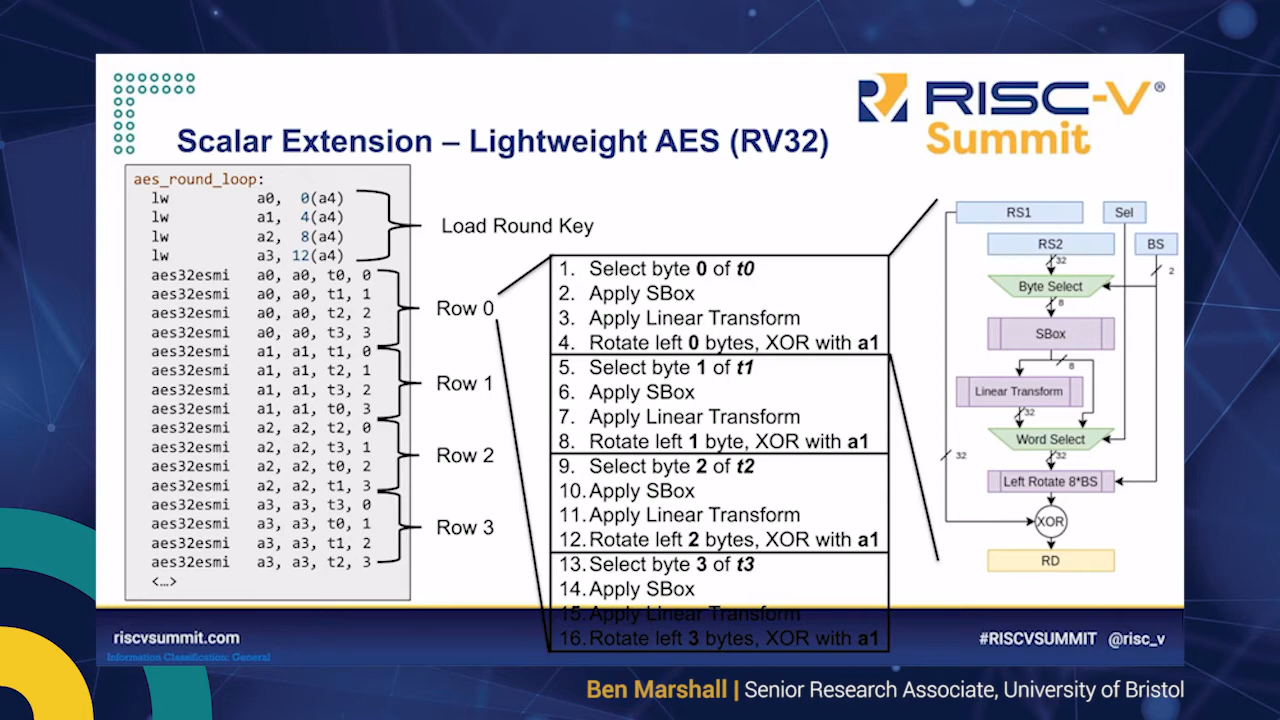 RISC-V®
Summit
Scalar Extension – Lightweight AES (RV32)
aes_round_loop:
lw a0, 0(a4)
lw a1, 4(a4)
lw a2, 8(a4)
lw a3, 12(a4)
aes32esmi a0, a0, t0, 0
aes32esmi a0, a0, t1, 1
aes32esmi a0, a0, t2, 2
aes32esmi a0, a0, t3, 3
aes32esmi a1, a1, t1, 0
aes32esmi a1, a1, t2, 1
aes32esmi a1, a1, t3, 2
aes32esmi a1, a1, t0, 3
aes32esmi a2, a2, t2, 0
aes32esmi a2, a2, t3, 1
aes32esmi a2, a2, t0, 2
aes32esmi a2, a2, t1, 3
aes32esmi a3, a3, t3, 0
aes32esmi a3, a3, t0, 1
aes32esmi a3, a3, t1, 2
aes32esmi a3, a3, t2, 3
<…>
Load Round Key
Row 0
Row 1
Row 2
Row 3
1. Select byte 0 of t0
2. Apply SBox
3. Apply Linear Transform
4. Rotate left 0 bytes, XOR with a1
5. Select byte 1 of t1
6. Apply SBox
7. Apply Linear Transform
8. Rotate left 1 byte, XOR with a1
9. Select byte 2 of t2
10. Apply SBox
11. Apply Linear Transform
12. Rotate left 2 bytes, XOR with a1
13. Select byte 3 of t3
14. Apply SBox
15. Apply Linear Transform
16. Rotate left 3 bytes, XOR with a1
RS1
Sel
RS2
BS
32
2
Byte Select
8
SBox
8
Linear Transform
32
Word Select
32
32
Left Rotate 8*BS
XOR
RD
riscvsummit.com
#RISCVSUMMIT @risc_v
Information Classification: General
Ben Marshall | Senior Research Associate, University of Bristol